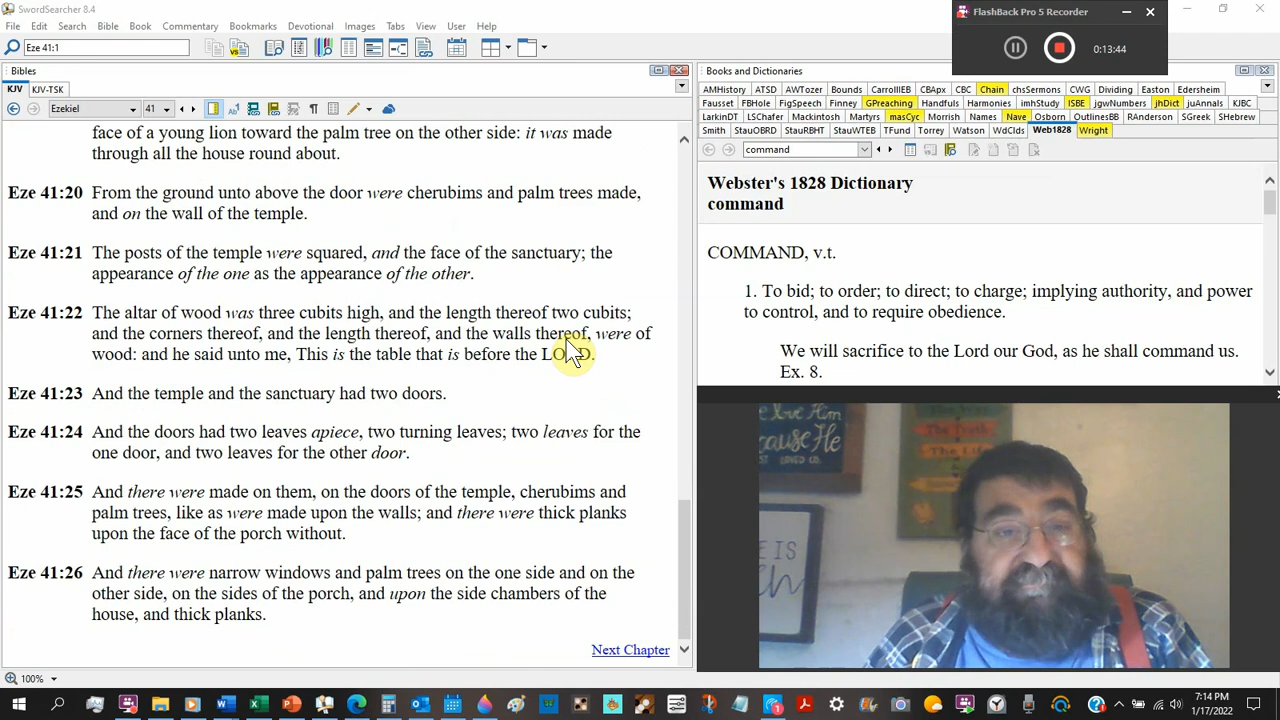 SwordSearcher 8.4
File Edit Search Bible Book Commentary Bookmarks Devotional Images Tabs View User Help
Eze 41:1
VS
Bibles
KJV KJV-TSK
Ezekiel 41
face of a young lion toward the palm tree on the other side: it was made
through all the house round about.
Eze 41:20 From the ground unto above the door were cherubims and palm trees made,
and on the wall of the temple.
Eze 41:21 The posts of the temple were squared, and the face of the sanctuary; the
appearance of the one as the appearance of the other.
Eze 41:22 The altar of wood was three cubits high, and the length thereof two cubits;
and the corners thereof, and the length thereof, and the walls thereof, were of
wood: and he said unto me, This is the table that is before the LORD.
Eze 41:23 And the temple and the sanctuary had two doors.
Eze 41:24 And the doors had two leaves apiece, two turning leaves; two leaves for the
one door, and two leaves for the other door.
Eze 41:25 And there were made on them, on the doors of the temple, cherubims and
palm trees, like as were made upon the walls; and there were thick planks
upon the face of the porch without.
Eze 41:26 And there were narrow windows and palm trees on the one side and on the
other side, on the sides of the porch, and upon the side chambers of the
house, and thick planks.
Next Chapter
100%
FlashBack Pro 5 Recorder
0:13:44
Books and Dictionaries
AMHistory ATSD AWTozer Bounds CarrollEB CBApx CBC Chain chsSermons CWG Dividing Easton Edersheim
Fausset FBHole FigSpeech Finney GPreaching Handfuls Harmonies imhStudy ISBE jgwNumbers jhDict juAnnals KJBC
LarkinDT LSChafer Mackintosh Martyrs masCyc Morrish Names Nave Osborn OutlinesBB RAnderson SGreek SHebrew
Smith StauOBRD StauRBHT StauWTEB TFund Torrey Watson WdClds Web1828 Wright
command
Webster's 1828 Dictionary
command
COMMAND, v.t.
1. To bid; to order; to direct; to charge; implying authority, and power
to control, and to require obedience.
We will sacrifice to the Lord our God, as he shall command us.
Ex. 8.
love Him
cause He
LOVED CO.
The Truth
The Life
7:14 PM
1/17/2022